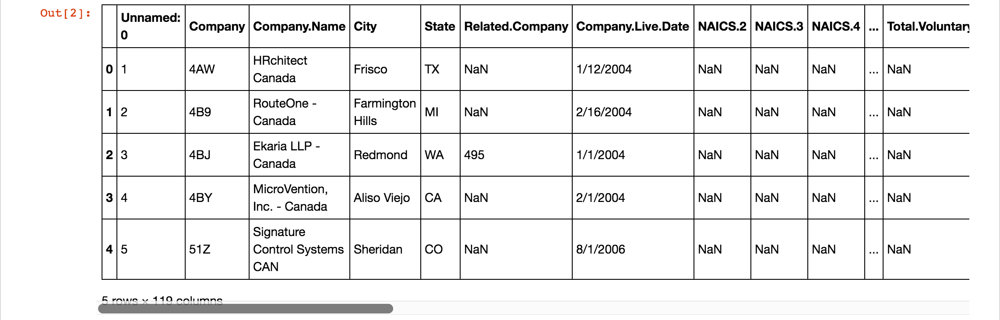 Out[2]:
Unnamed: 0 Company Company.Name City State Related.Company Company.Live.Date NAICS.2 NAICS.3 NAICS.4 ... Total.Voluntary
0 1 4AW HRchitect Canada Frisco TX NaN 1/12/2004 NaN NaN NaN ... NaN
1 2 4B9 RouteOne - Canada Farmington Hills MI NaN 2/16/2004 NaN NaN NaN ... NaN
2 3 4BJ Ekaria LLP - Canada Redmond WA 495 1/1/2004 NaN NaN NaN ... NaN
3 4 4BY MicroVention, Inc. - Canada Aliso Viejo CA NaN 2/1/2004 NaN NaN NaN ... NaN
4 5 51Z Signature Control Systems CAN Sheridan CO NaN 8/1/2006 NaN NaN NaN ... NaN
5 rows × 119 columns